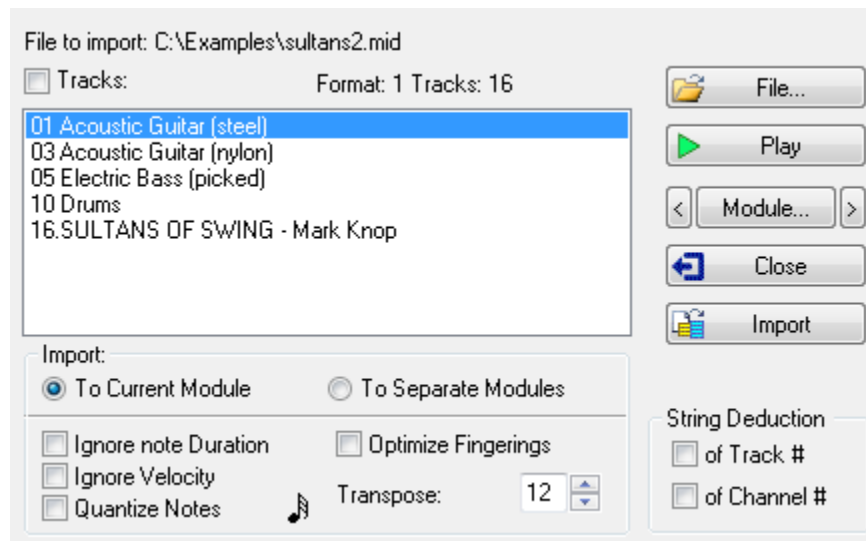 File to import: C:\Examples\sultans2.mid
Tracks: Format: 1 Tracks: 16
01 Acoustic Guitar (steel)
03 Acoustic Guitar (nylon)
05 Electric Bass (picked)
10 Drums
16.SULTANS OF SWING - Mark Knop
File...
Play
< Module... >
Close
Import
Import:
To Current Module To Separate Modules
Ignore note Duration Optimize Fingerings
Ignore Velocity
Quantize Notes Transpose: 12
String Deduction
of Track #
of Channel #